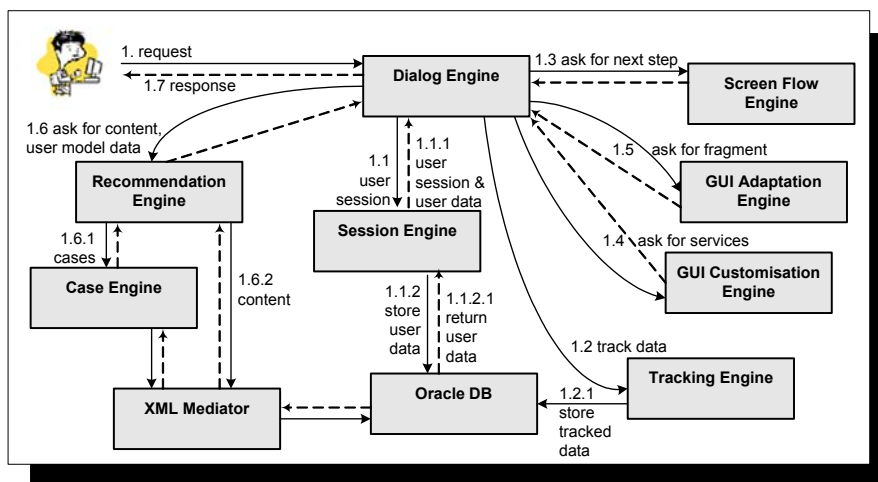 1. request
1.7 response
Dialog Engine
1.3 ask for next step
Screen Flow
Engine
1.6 ask for content,
user model data
1.1
user
session
1.1.1
user
session &
user data
1.5 ask for fragment
GUI Adaptation
Engine
Recommendation
Engine
Session Engine
1.4 ask for services
GUI Customisation
Engine
1.6.1
cases
Case Engine
1.6.2
content
1.1.2
store
user
data
1.1.2.1
return
user
data
1.2 track data
Tracking Engine
XML Mediator
Oracle DB
1.2.1
store
tracked
data